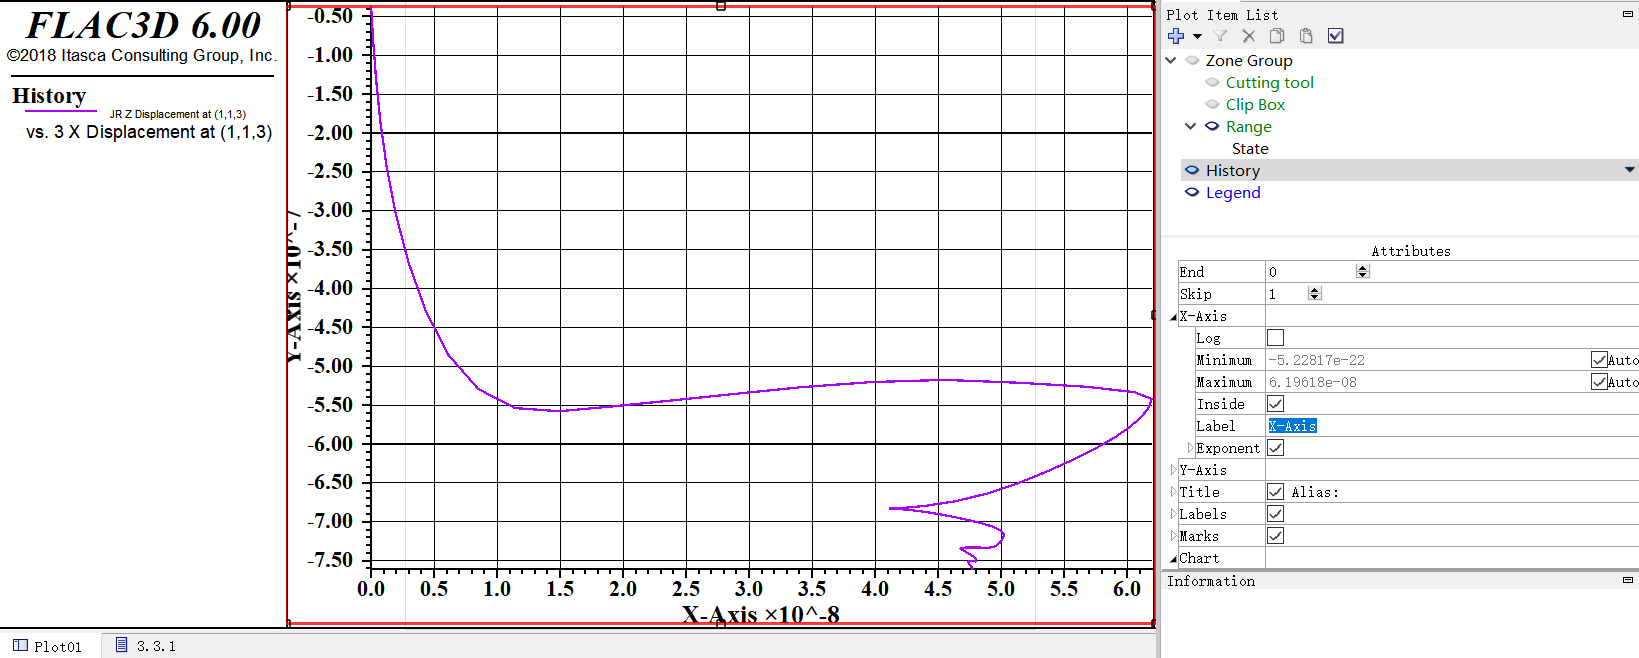 FLAC3D 6.00
©2018 Itasca Consulting Group, Inc.
History
JR Z Displacement at (1,1,3)
vs. 3 X Displacement at (1,1,3)
Y-Axis ×10^-7
-0.50
-1.00
-1.50
-2.00
-2.50
-3.00
-3.50
-4.00
-4.50
-5.00
-5.50
-6.00
-6.50
-7.00
-7.50
0.0 0.5 1.0 1.5 2.0 2.5 3.0 3.5 4.0 4.5 5.0 5.5 6.0
X-Axis ×10^-8
Plot01 3.3.1
Plot Item List
Zone Group
Cutting tool
Clip Box
Range
State
History
Legend
Attributes
End 0
Skip 1
X-Axis
Log
Minimum -5.22817e-22 Auto
Maximum 6.19618e-08 Auto
Inside
Label X-Axis
Exponent
Y-Axis
Title Alias:
Labels
Marks
Chart
Information